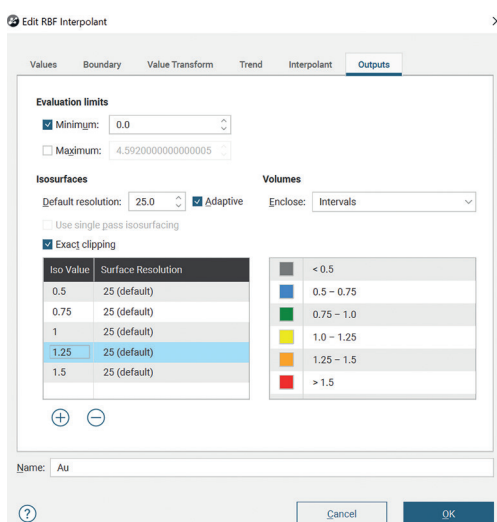 Edit RBF Interpolant
Values Boundary Value Transform Trend Interpolant Outputs
Evaluation limits
Minimum: 0.0
Maximum: 4.5920000000000005
Isosurfaces Volumes
Default resolution: 25.0 Adaptive Enclose: Intervals
Use single pass isosurfacing
Exact clipping
Iso Value Surface Resolution
0.5 25 (default)
0.75 25 (default)
1 25 (default)
1.25 25 (default)
1.5 25 (default)
< 0.5
0.5 – 0.75
0.75 – 1.0
1.0 – 1.25
1.25 – 1.5
> 1.5
Name: Au
? Cancel OK